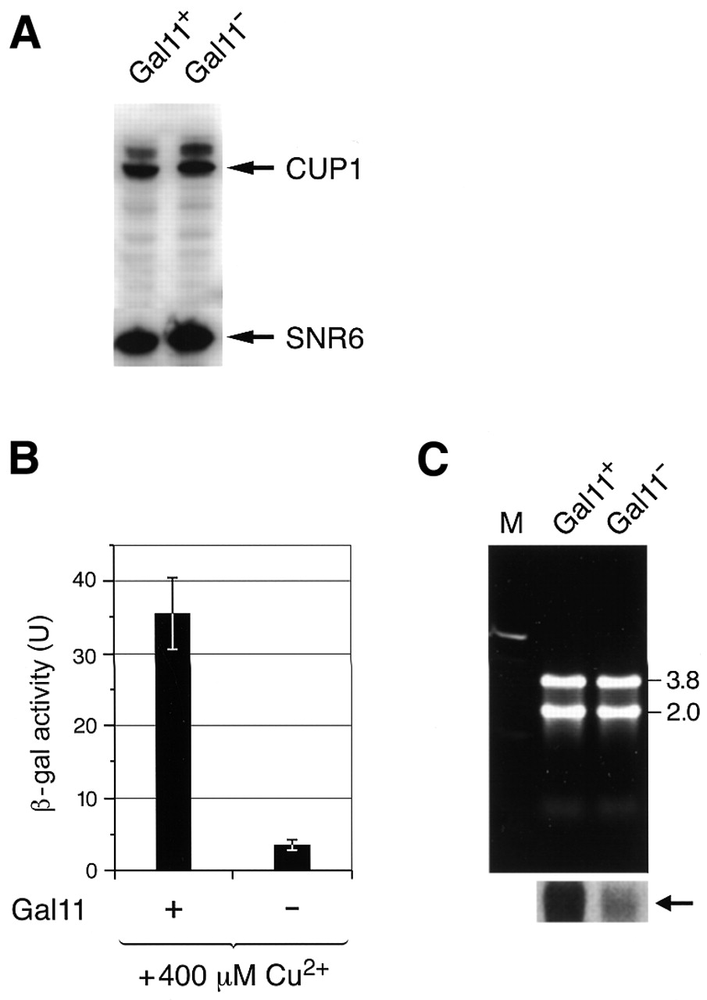 A
Gal11+ Gal11−
CUP1
SNR6
B
β-gal activity (U)
40
30
20
10
0
Gal11 + −
+400 μM Cu2+
C
M Gal11+ Gal11−
3.8
2.0